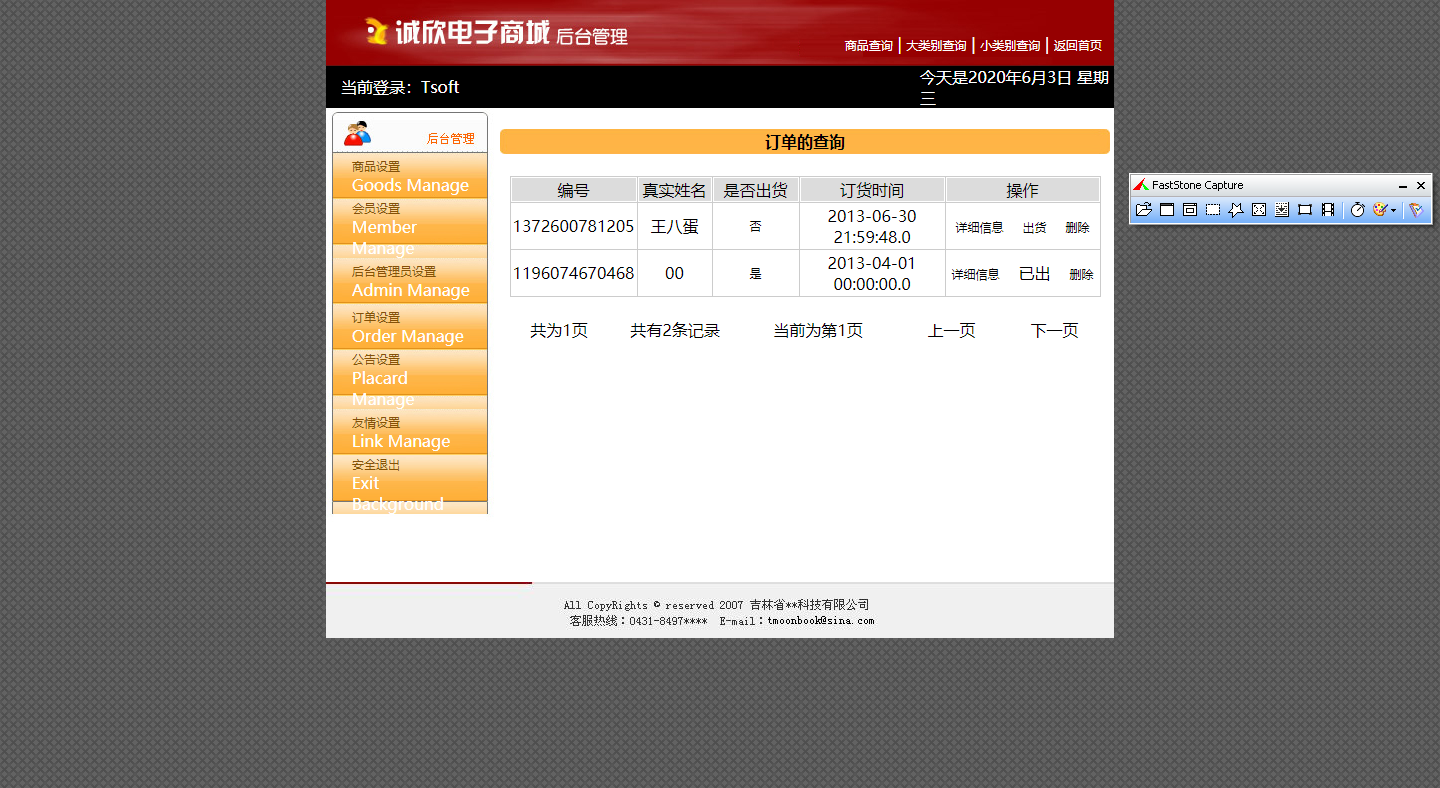 诚欣电子商城 后台管理
商品查询 | 大类别查询 | 小类别查询 | 返回首页
当前登录：Tsoft
今天是2020年6月3日 星期
三
后台管理
商品设置
Goods Manage
会员设置
Member
Manage
后台管理员设置
Admin Manage
订单设置
Order Manage
公告设置
Placard
Manage
友情设置
Link Manage
安全退出
Exit
Background
订单的查询
编号 真实姓名 是否出货 订货时间 操作
1372600781205 王八蛋 否 2013-06-30 21:59:48.0 详细信息 出货 删除
1196074670468 00 是 2013-04-01 00:00:00.0 详细信息 已出 删除
共为1页 共有2条记录 当前为第1页 上一页 下一页
FastStone Capture
All CopyRights © reserved 2007 吉林省**科技有限公司
客服热线：0431-8497**** E-mail：tmoonbook@sina.com